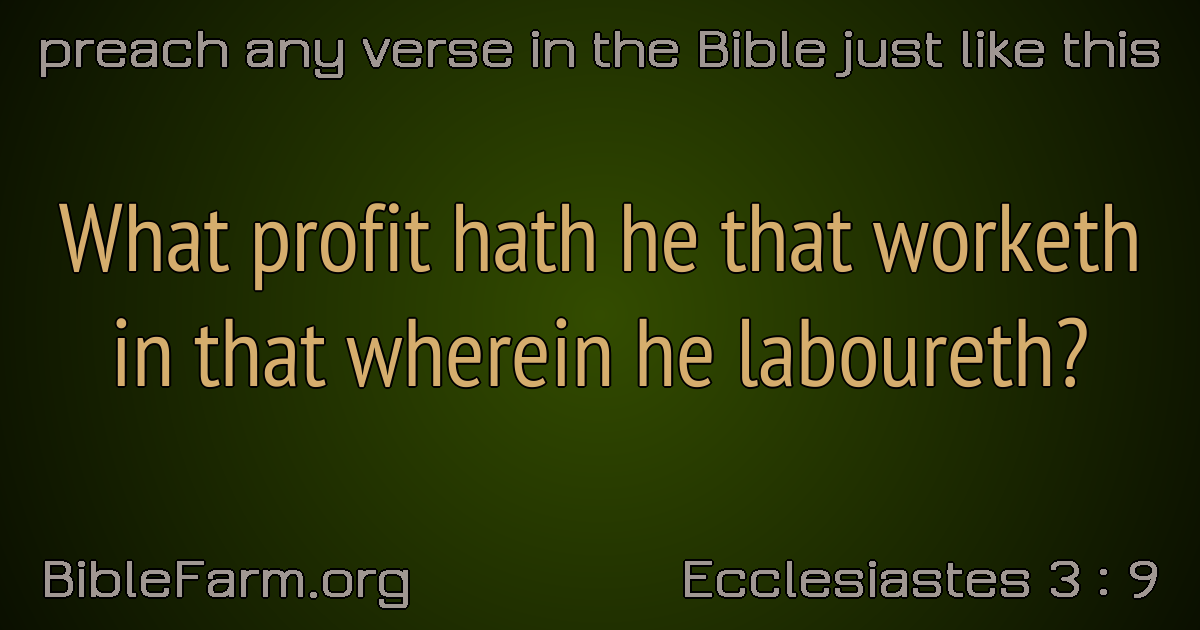 preach any verse in the Bible just like this
What profit hath he that worketh
in that wherein he laboureth?
BibleFarm.org
Ecclesiastes 3 : 9